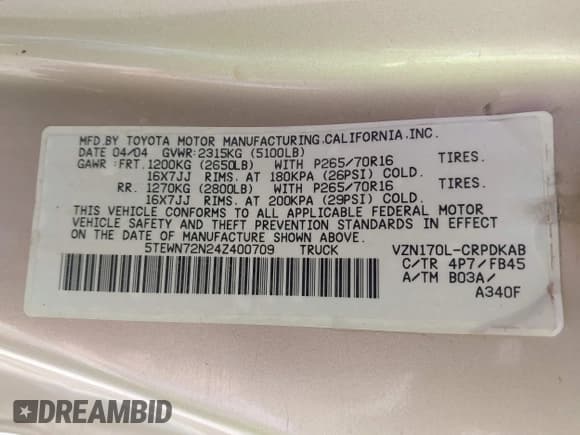 MFD.BY TOYOTA MOTOR MANUFACTURING.CALIFORNIA.INC.
DATE 04/04 GVWR:2315KG (5100LB)
GAWR : FRT. 1200KG (2650LB) WITH P265/70R16 TIRES.
16X7JJ RIMS. AT 180KPA (26PSI) COLD.
RR. 1270KG (2800LB) WITH P265/70R16 TIRES.
16X7JJ RIMS. AT 200KPA (29PSI) COLD.
THIS VEHICLE CONFORMS TO ALL APPLICABLE FEDERAL MOTOR
VEHICLE SAFETY AND THEFT PREVENTION STANDARDS IN EFFECT
ON THE DATE OF MANUFACTURE SHOWN ABOVE.
5TEWN72N24Z400709 TRUCK VZN170L-CRPDKAB
C/TR 4P7/FB45
A/TM B03A/
A340F
DREAMBID